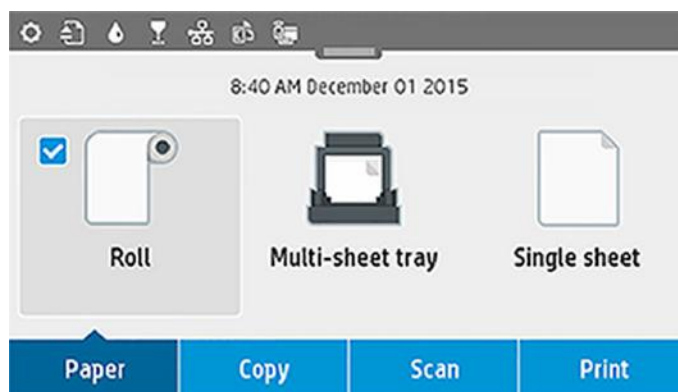 8:40 AM December 01 2015
Roll Multi-sheet tray Single sheet
Paper Copy Scan Print